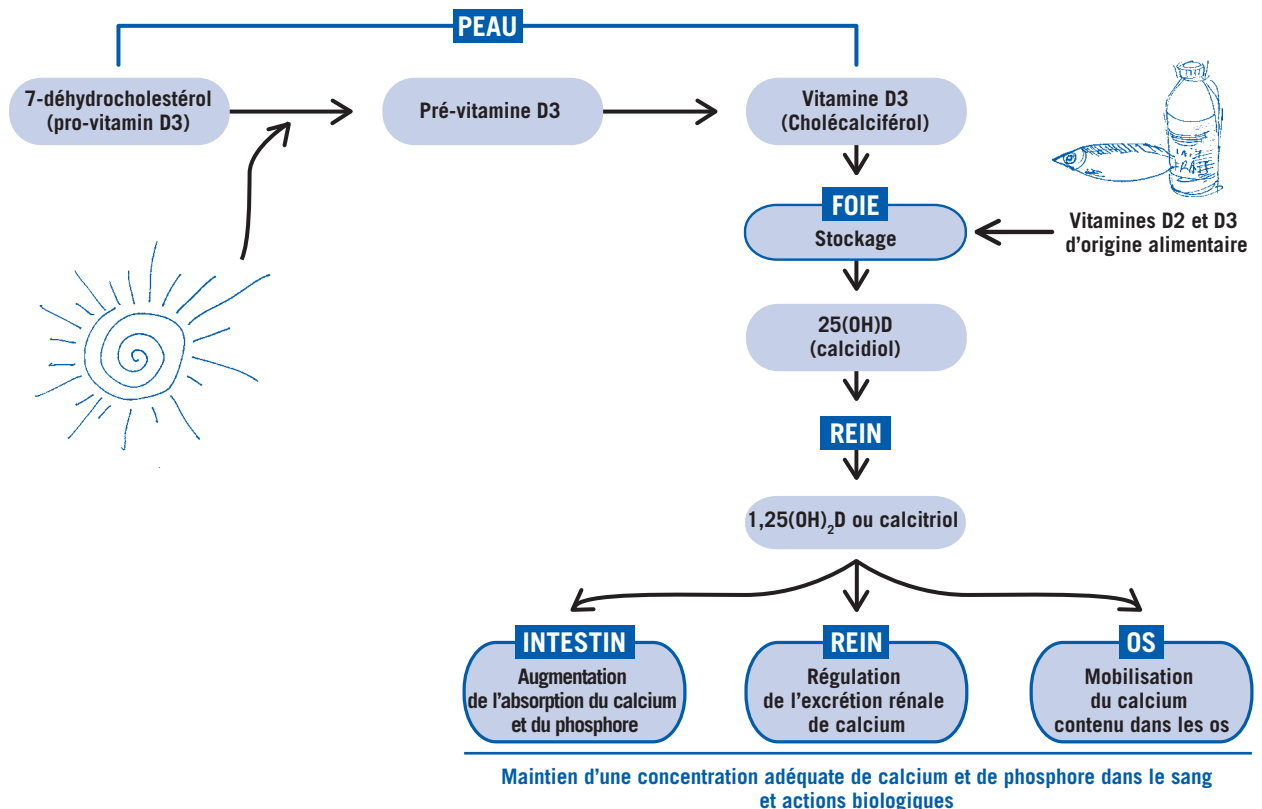 PEAU
7-déhydrocholestérol
(pro-vitamin D3)
Pré-vitamine D3
Vitamine D3
(Cholécalciférol)
FOIE
Stockage
Vitamines D2 et D3
d'origine alimentaire
25(OH)D
(calcidiol)
REIN
1,25(OH)₂D ou calcitriol
INTESTIN
Augmentation
de l'absorption du calcium
et du phosphore
REIN
Régulation
de l'excrétion rénale
de calcium
OS
Mobilisation
du calcium
contenu dans les os
Maintien d'une concentration adéquate de calcium et de phosphore dans le sang
et actions biologiques